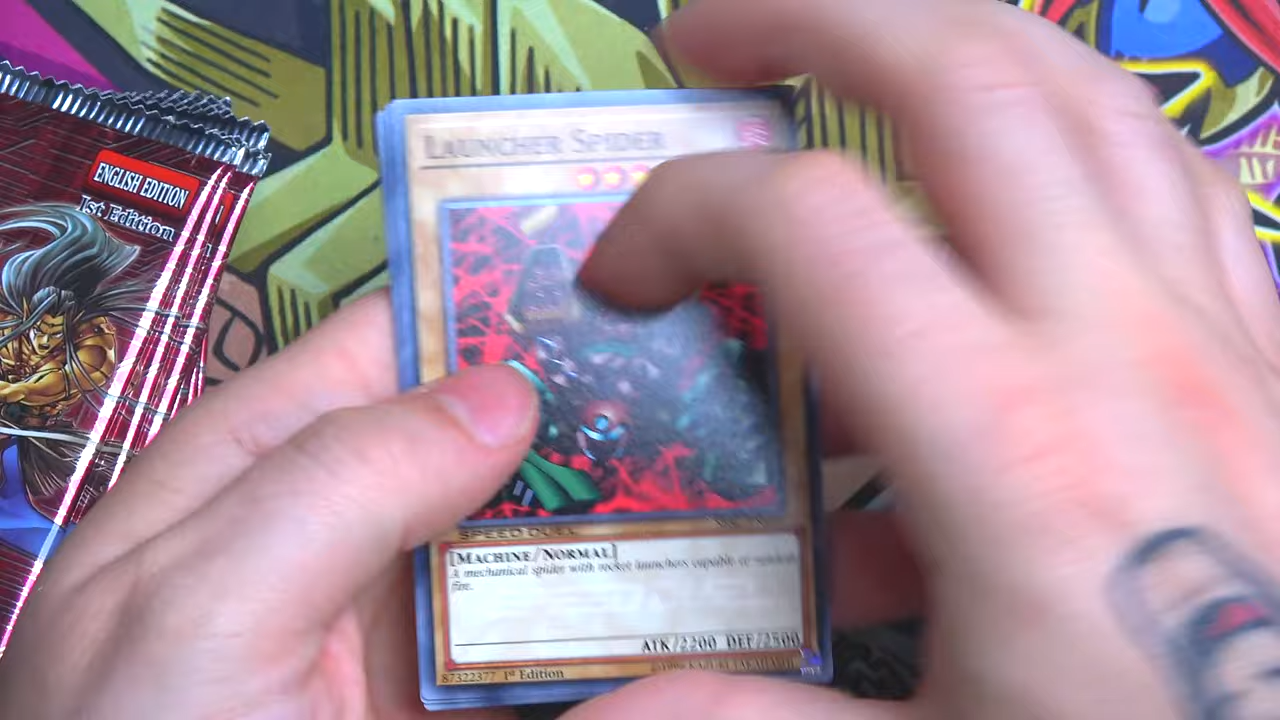 ENGLISH EDITION
1st Edition
LAUNCHER SPIDER
SPEED DUEL
[MACHINE/NORMAL]
A mechanical spider with rocket launchers capable of
fire.
ATK/2200 DEF/2500
87322377 1st Edition